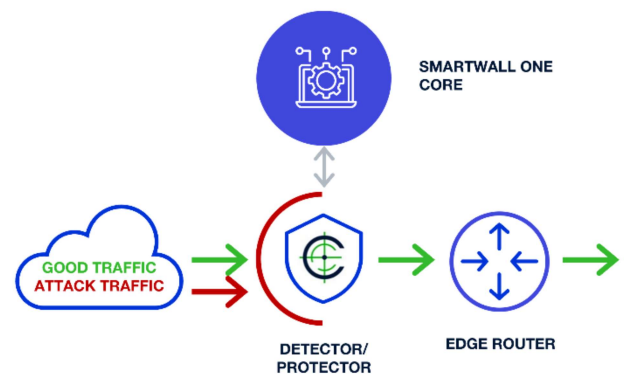 SMARTWALL ONE
CORE
GOOD TRAFFIC
ATTACK TRAFFIC
DETECTOR/
PROTECTOR
EDGE ROUTER